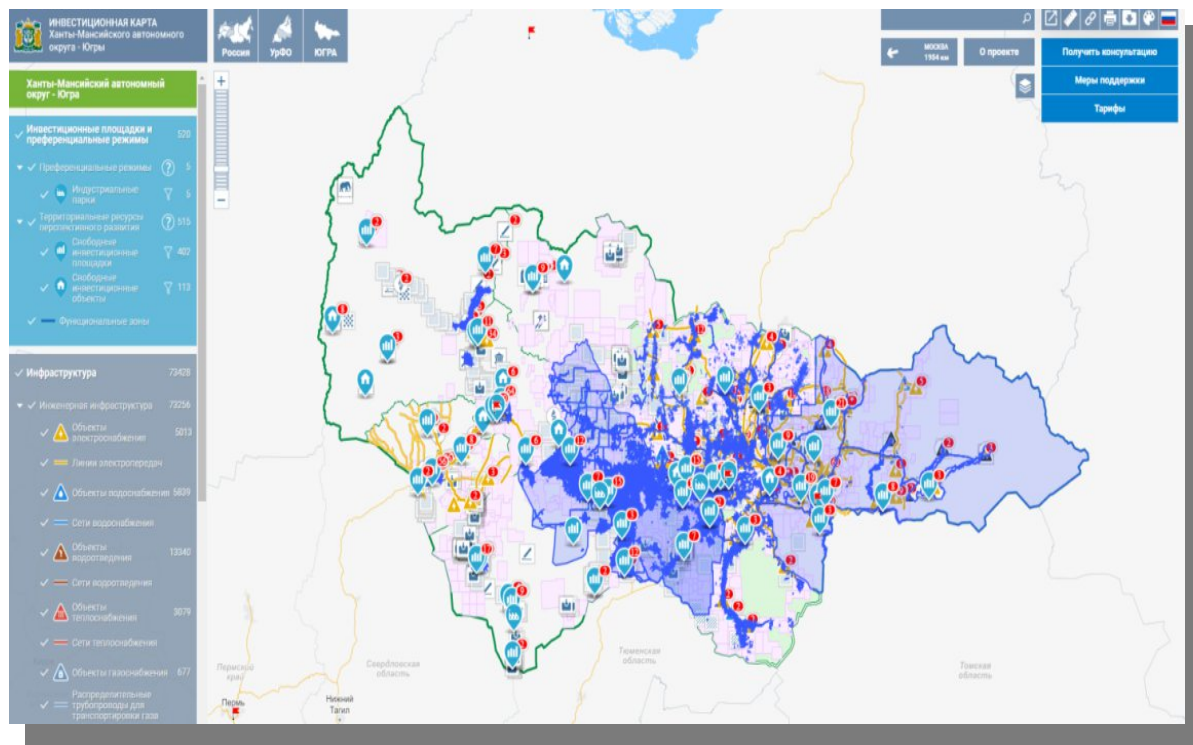 ИНВЕСТИЦИОННАЯ КАРТА
Ханты-Мансийского автономного
округа - Югры
Россия
УрФО
ЮГРА
МОСКВА
1904 км
О проекте
Получить консультацию
Меры поддержки
Тарифы
Ханты-Мансийский автономный
округ - Югра
Инвестиционные площадки и
преференциальные режимы 520
Преференциальные режимы ? 5
Индустриальные
парки 5
Территориальные ресурсы
перспективного развития ? 515
Свободные
инвестиционные
площадки 402
Свободные
инвестиционные
объекты 113
Функциональные зоны
Инфраструктура 73428
Инженерная инфраструктура 73256
Объекты
электроснабжения 5013
Линии электропередач
Объекты водоснабжения 5839
Сети водоснабжения
Объекты
водоотведения 13340
Сети водоотведения
Объекты
теплоснабжения 3079
Сети теплоснабжения
Объекты газоснабжения 677
Распределительные
трубопроводы для
транспортировки газа
Пермский
край
Свердловская
область
Тюменская
область
Томская
область
Пермь
Нижний
Тагил